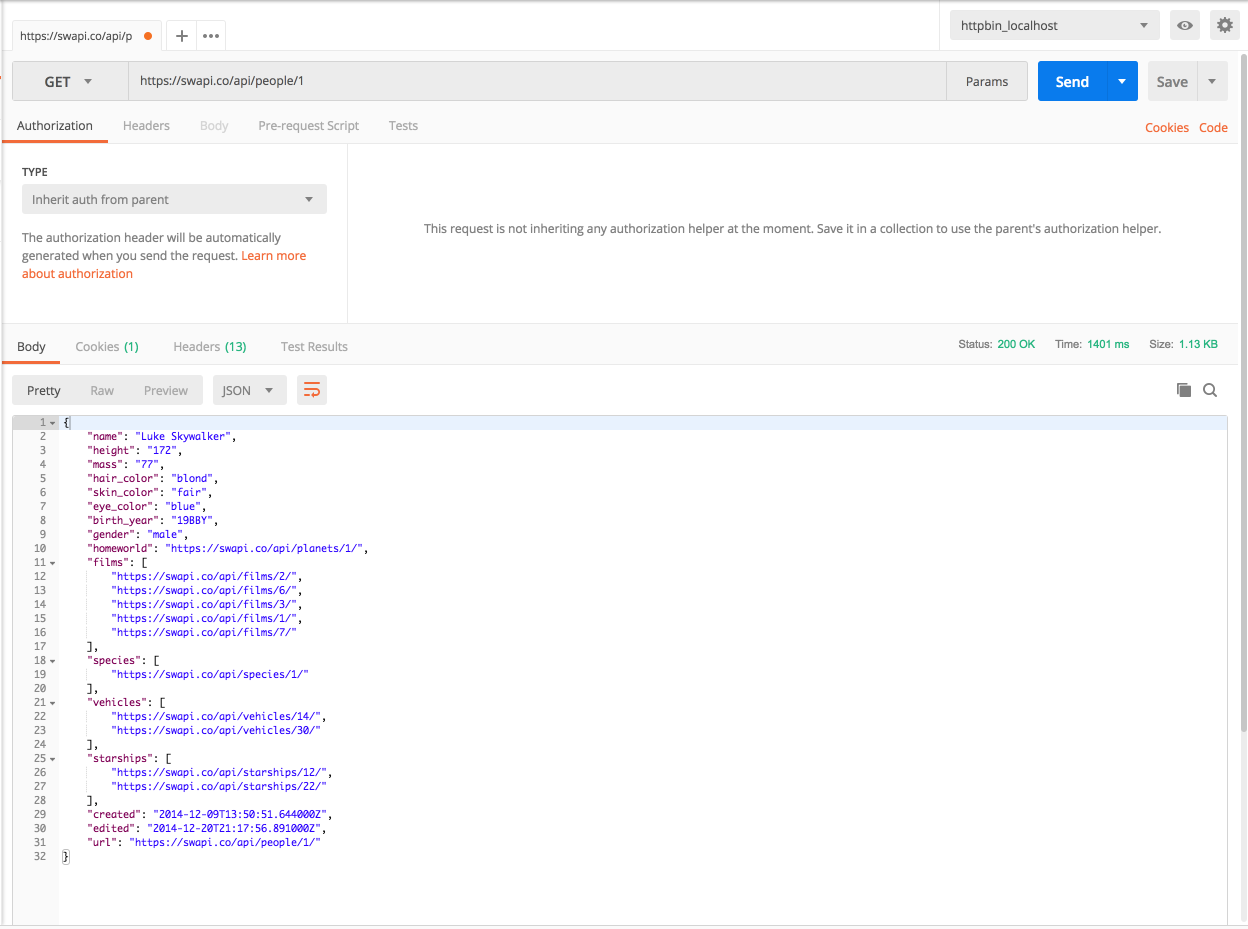 https://swapi.co/api/p
httpbin_localhost
GET https://swapi.co/api/people/1 Params Send Save
Authorization Headers Body Pre-request Script Tests Cookies Code
TYPE
Inherit auth from parent
The authorization header will be automatically
generated when you send the request. Learn more
about authorization
This request is not inheriting any authorization helper at the moment. Save it in a collection to use the parent's authorization helper.
Body Cookies (1) Headers (13) Test Results Status: 200 OK Time: 1401 ms Size: 1.13 KB
Pretty Raw Preview JSON
1 {
2 "name": "Luke Skywalker",
3 "height": "172",
4 "mass": "77",
5 "hair_color": "blond",
6 "skin_color": "fair",
7 "eye_color": "blue",
8 "birth_year": "19BBY",
9 "gender": "male",
10 "homeworld": "https://swapi.co/api/planets/1/",
11 "films": [
12 "https://swapi.co/api/films/2/",
13 "https://swapi.co/api/films/6/",
14 "https://swapi.co/api/films/3/",
15 "https://swapi.co/api/films/1/",
16 "https://swapi.co/api/films/7/"
17 ],
18 "species": [
19 "https://swapi.co/api/species/1/"
20 ],
21 "vehicles": [
22 "https://swapi.co/api/vehicles/14/",
23 "https://swapi.co/api/vehicles/30/"
24 ],
25 "starships": [
26 "https://swapi.co/api/starships/12/",
27 "https://swapi.co/api/starships/22/"
28 ],
29 "created": "2014-12-09T13:50:51.644000Z",
30 "edited": "2014-12-20T21:17:56.891000Z",
31 "url": "https://swapi.co/api/people/1/"
32 }